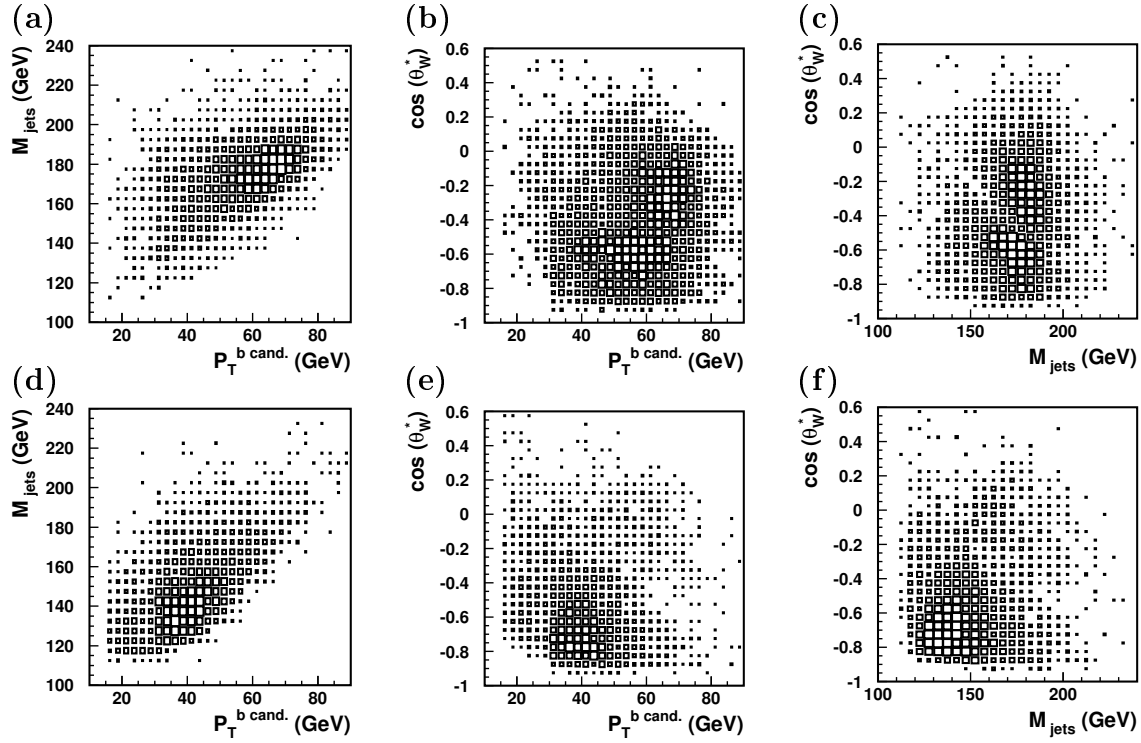 (a) (b) (c)
M jets (GeV)
240
220
200
180
160
140
120
100
20 40 60 80
P_T^b cand. (GeV)
cos (θ*_W)
0.6
0.4
0.2
0
-0.2
-0.4
-0.6
-0.8
-1
20 40 60 80
P_T^b cand. (GeV)
cos (θ*_W)
0.6
0.4
0.2
0
-0.2
-0.4
-0.6
-0.8
-1
100 150 200
M jets (GeV)
(d) (e) (f)
M jets (GeV)
240
220
200
180
160
140
120
100
20 40 60 80
P_T^b cand. (GeV)
cos (θ*_W)
0.6
0.4
0.2
0
-0.2
-0.4
-0.6
-0.8
-1
20 40 60 80
P_T^b cand. (GeV)
cos (θ*_W)
0.6
0.4
0.2
0
-0.2
-0.4
-0.6
-0.8
-1
100 150 200
M jets (GeV)